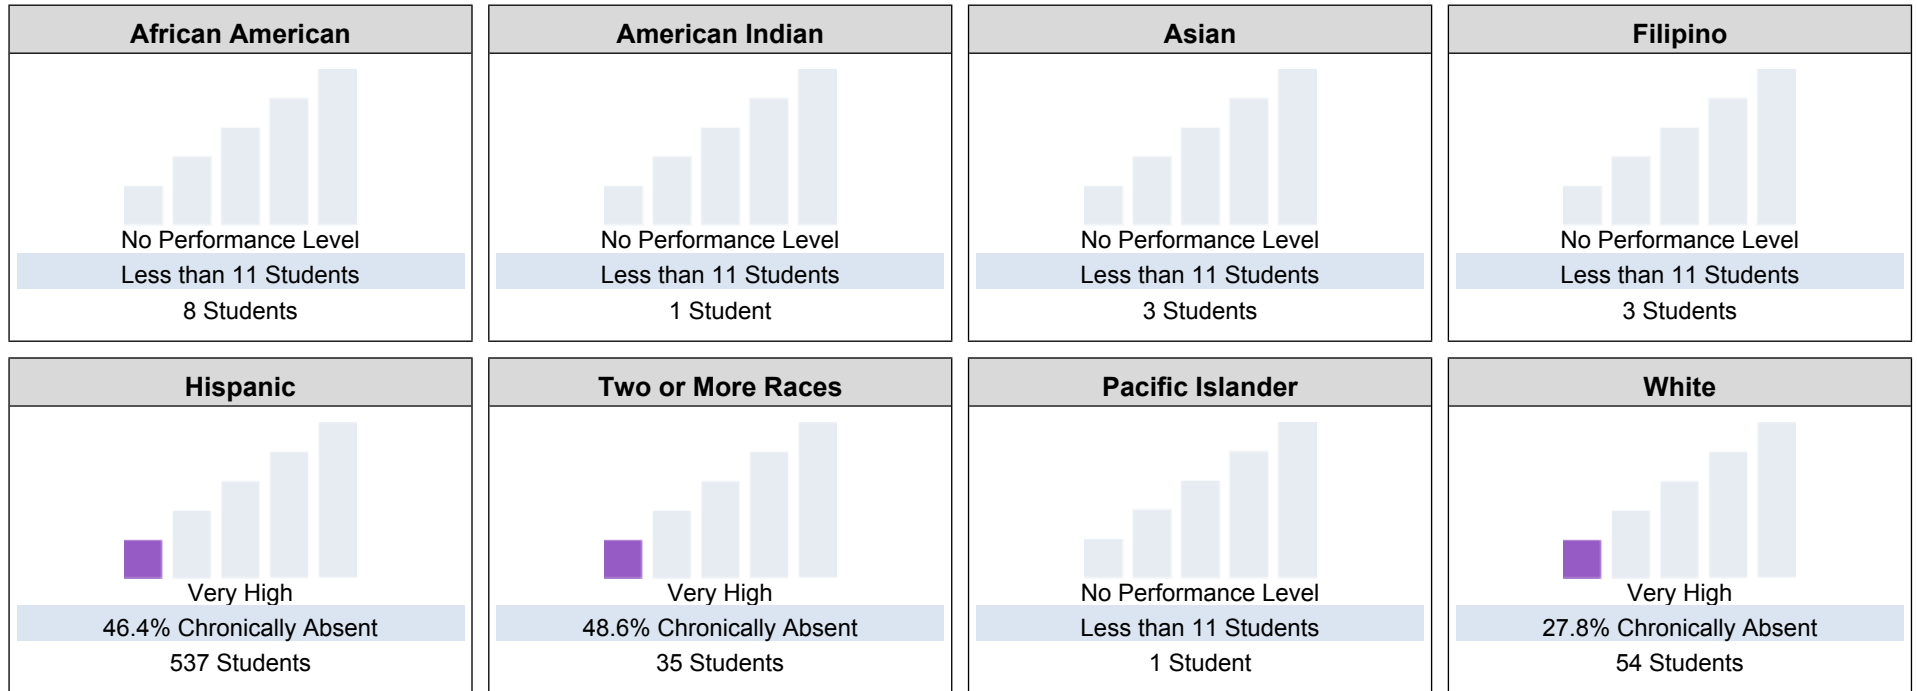 African American
No Performance Level
Less than 11 Students
8 Students
American Indian
No Performance Level
Less than 11 Students
1 Student
Asian
No Performance Level
Less than 11 Students
3 Students
Filipino
No Performance Level
Less than 11 Students
3 Students
Hispanic
Very High
46.4% Chronically Absent
537 Students
Two or More Races
Very High
48.6% Chronically Absent
35 Students
Pacific Islander
No Performance Level
Less than 11 Students
1 Student
White
Very High
27.8% Chronically Absent
54 Students